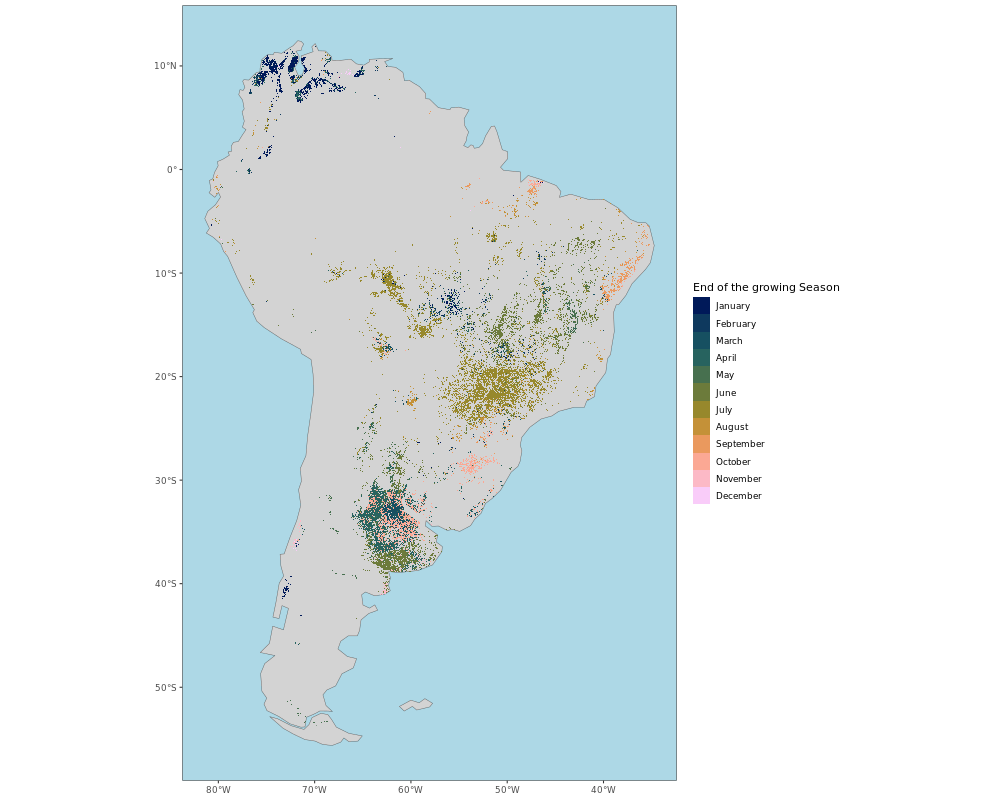 10°N
0°
10°S
20°S
30°S
40°S
50°S
80°W 70°W 60°W 50°W 40°W
End of the growing Season
January
February
March
April
May
June
July
August
September
October
November
December